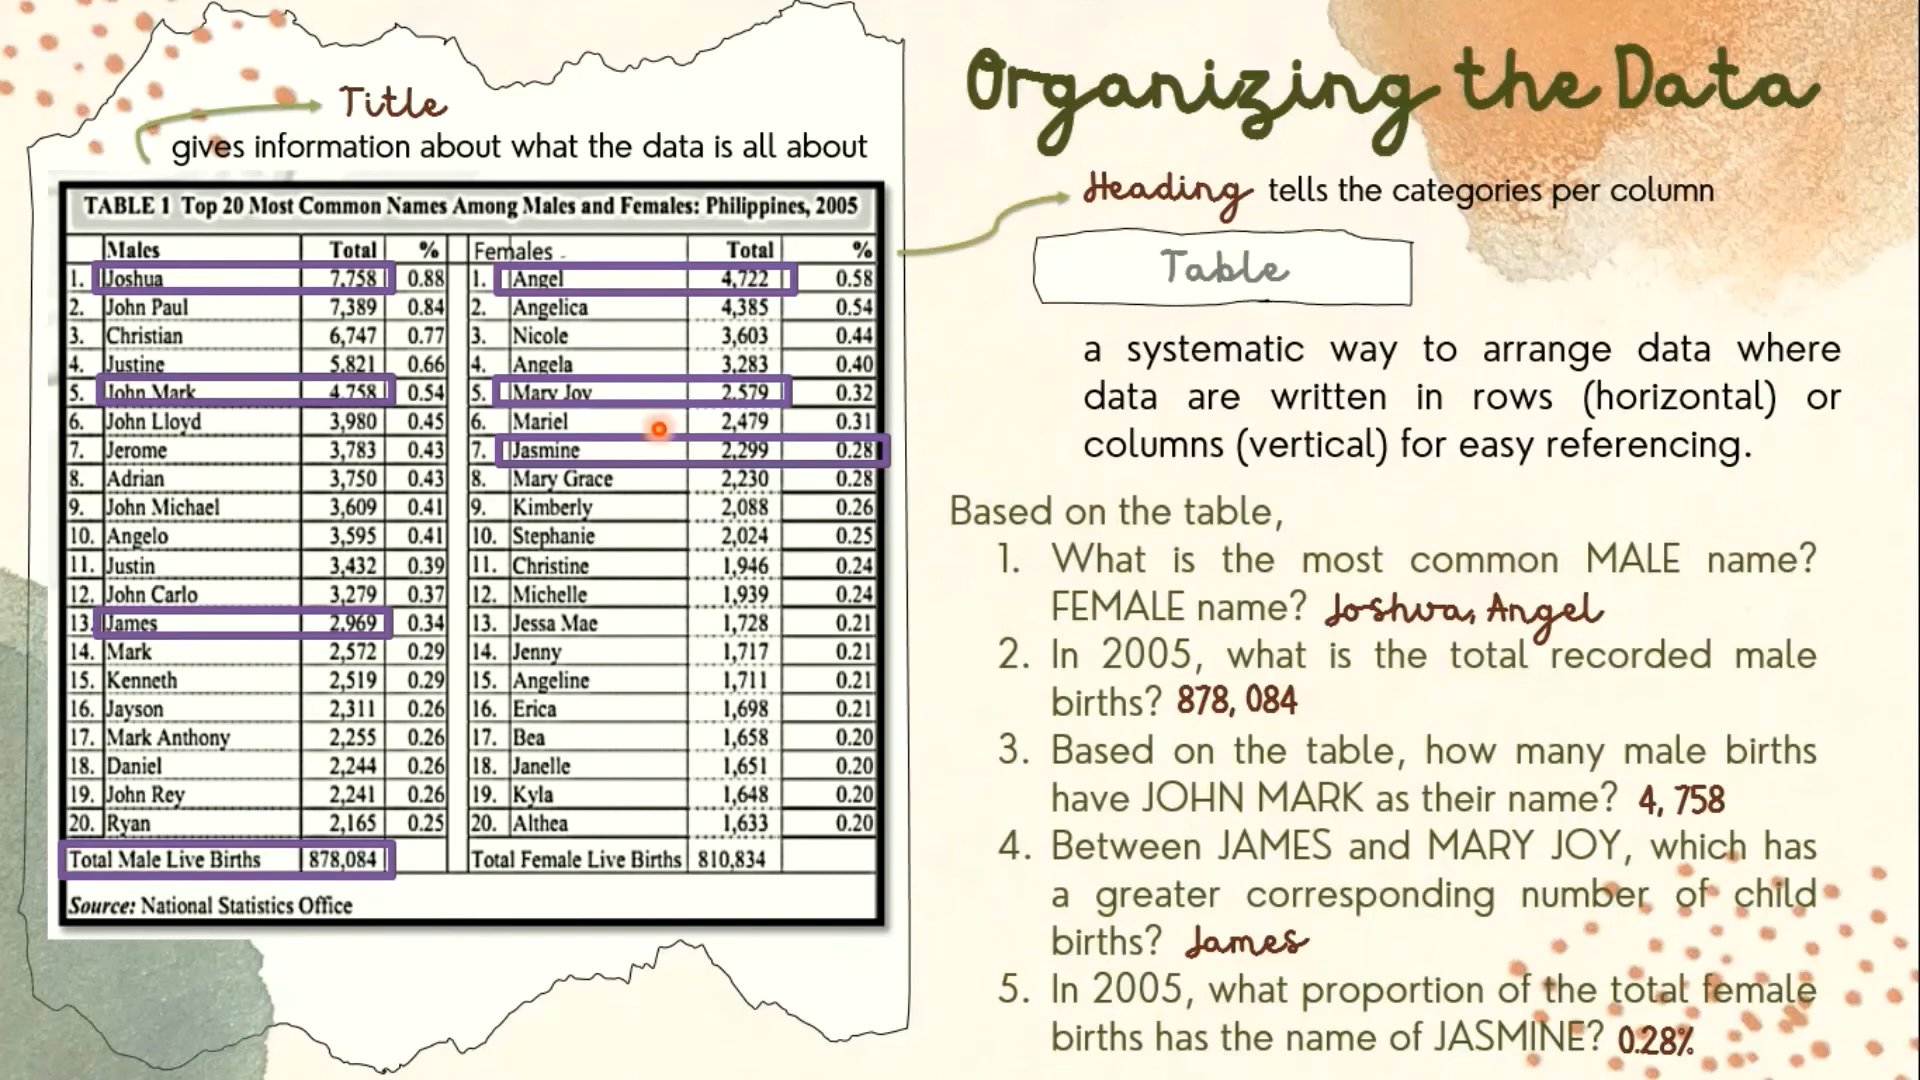 Title
gives information about what the data is all about
TABLE 1 Top 20 Most Common Names Among Males and Females: Philippines, 2005
Males Total % Females Total %
1. Joshua 7,758 0.88 1. Angel 4,722 0.58
2. John Paul 7,389 0.84 2. Angelica 4,385 0.54
3. Christian 6,747 0.77 3. Nicole 3,603 0.44
4. Justine 5,821 0.66 4. Angela 3,283 0.40
5. John Mark 4,758 0.54 5. Mary Joy 2,579 0.32
6. John Lloyd 3,980 0.45 6. Mariel 2,479 0.31
7. Jerome 3,783 0.43 7. Jasmine 2,299 0.28
8. Adrian 3,750 0.43 8. Mary Grace 2,230 0.28
9. John Michael 3,609 0.41 9. Kimberly 2,088 0.26
10. Angelo 3,595 0.41 10. Stephanie 2,024 0.25
11. Justin 3,432 0.39 11. Christine 1,946 0.24
12. John Carlo 3,279 0.37 12. Michelle 1,939 0.24
13. James 2,969 0.34 13. Jessa Mae 1,728 0.21
14. Mark 2,572 0.29 14. Jenny 1,717 0.21
15. Kenneth 2,519 0.29 15. Angeline 1,711 0.21
16. Jayson 2,311 0.26 16. Erica 1,698 0.21
17. Mark Anthony 2,255 0.26 17. Bea 1,658 0.20
18. Daniel 2,244 0.26 18. Janelle 1,651 0.20
19. John Rey 2,241 0.26 19. Kyla 1,648 0.20
20. Ryan 2,165 0.25 20. Althea 1,633 0.20
Total Male Live Births 878,084 Total Female Live Births 810,834
Source: National Statistics Office
Organizing the Data
Heading tells the categories per column
Table
a systematic way to arrange data where
data are written in rows (horizontal) or
columns (vertical) for easy referencing.
Based on the table,
1. What is the most common MALE name?
FEMALE name? Joshua, Angel
2. In 2005, what is the total recorded male
births? 878, 084
3. Based on the table, how many male births
have JOHN MARK as their name? 4, 758
4. Between JAMES and MARY JOY, which has
a greater corresponding number of child
births? James
5. In 2005, what proportion of the total female
births has the name of JASMINE? 0.28%